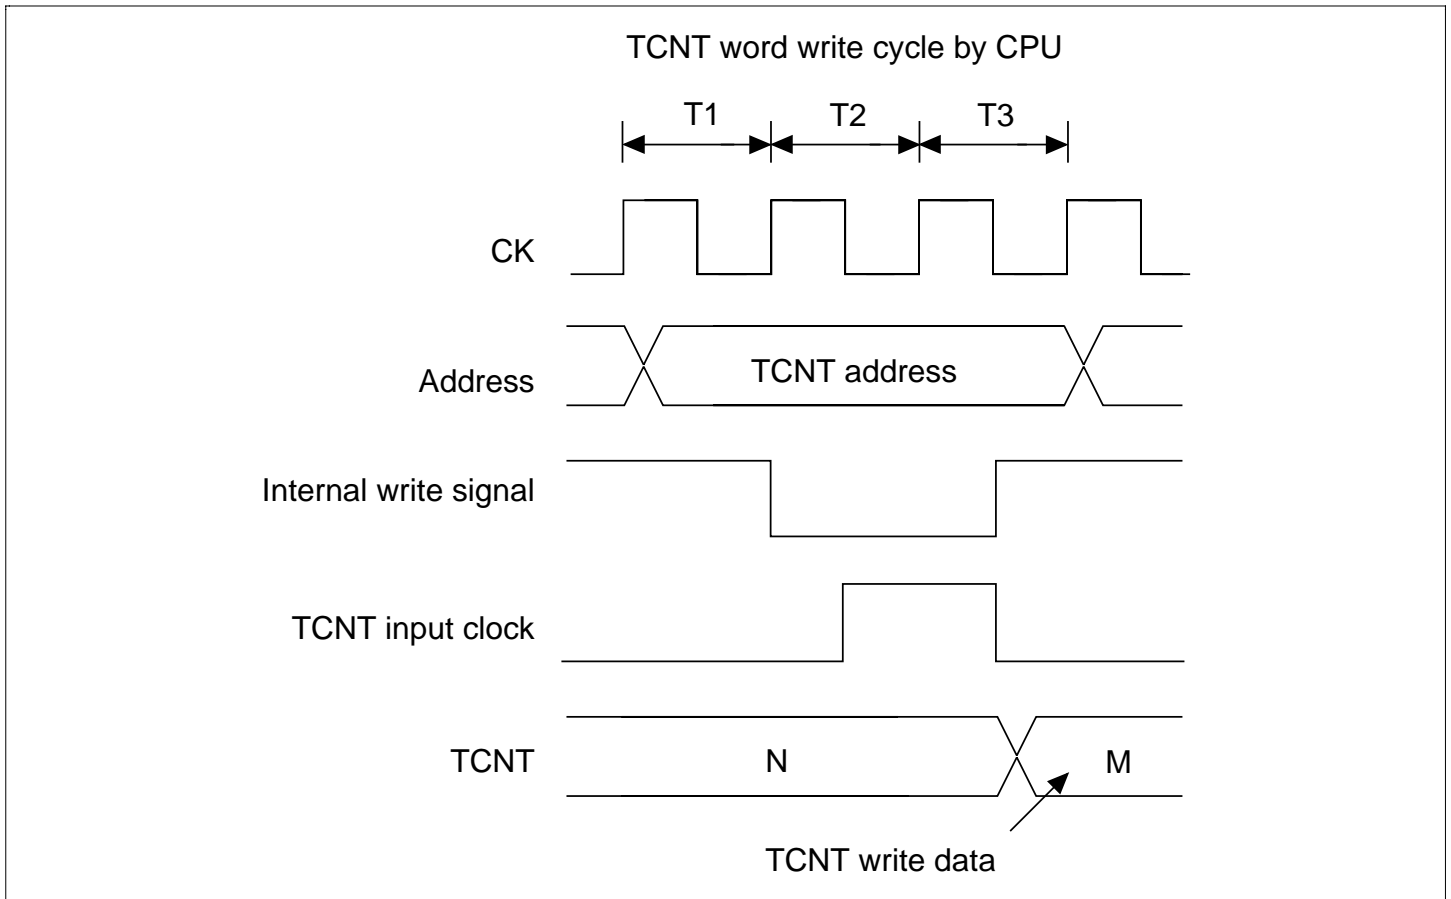 TCNT word write cycle by CPU
T1 T2 T3
CK
Address TCNT address
Internal write signal
TCNT input clock
TCNT N M
TCNT write data